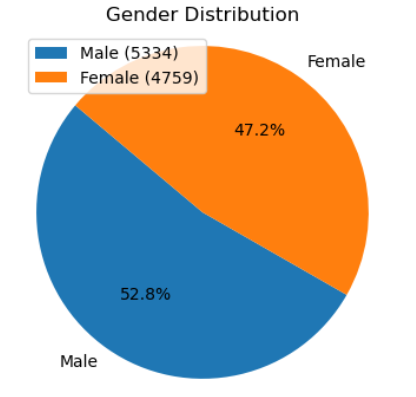 Gender Distribution
Male (5334)
Female (4759)
Female
47.2%
52.8%
Male